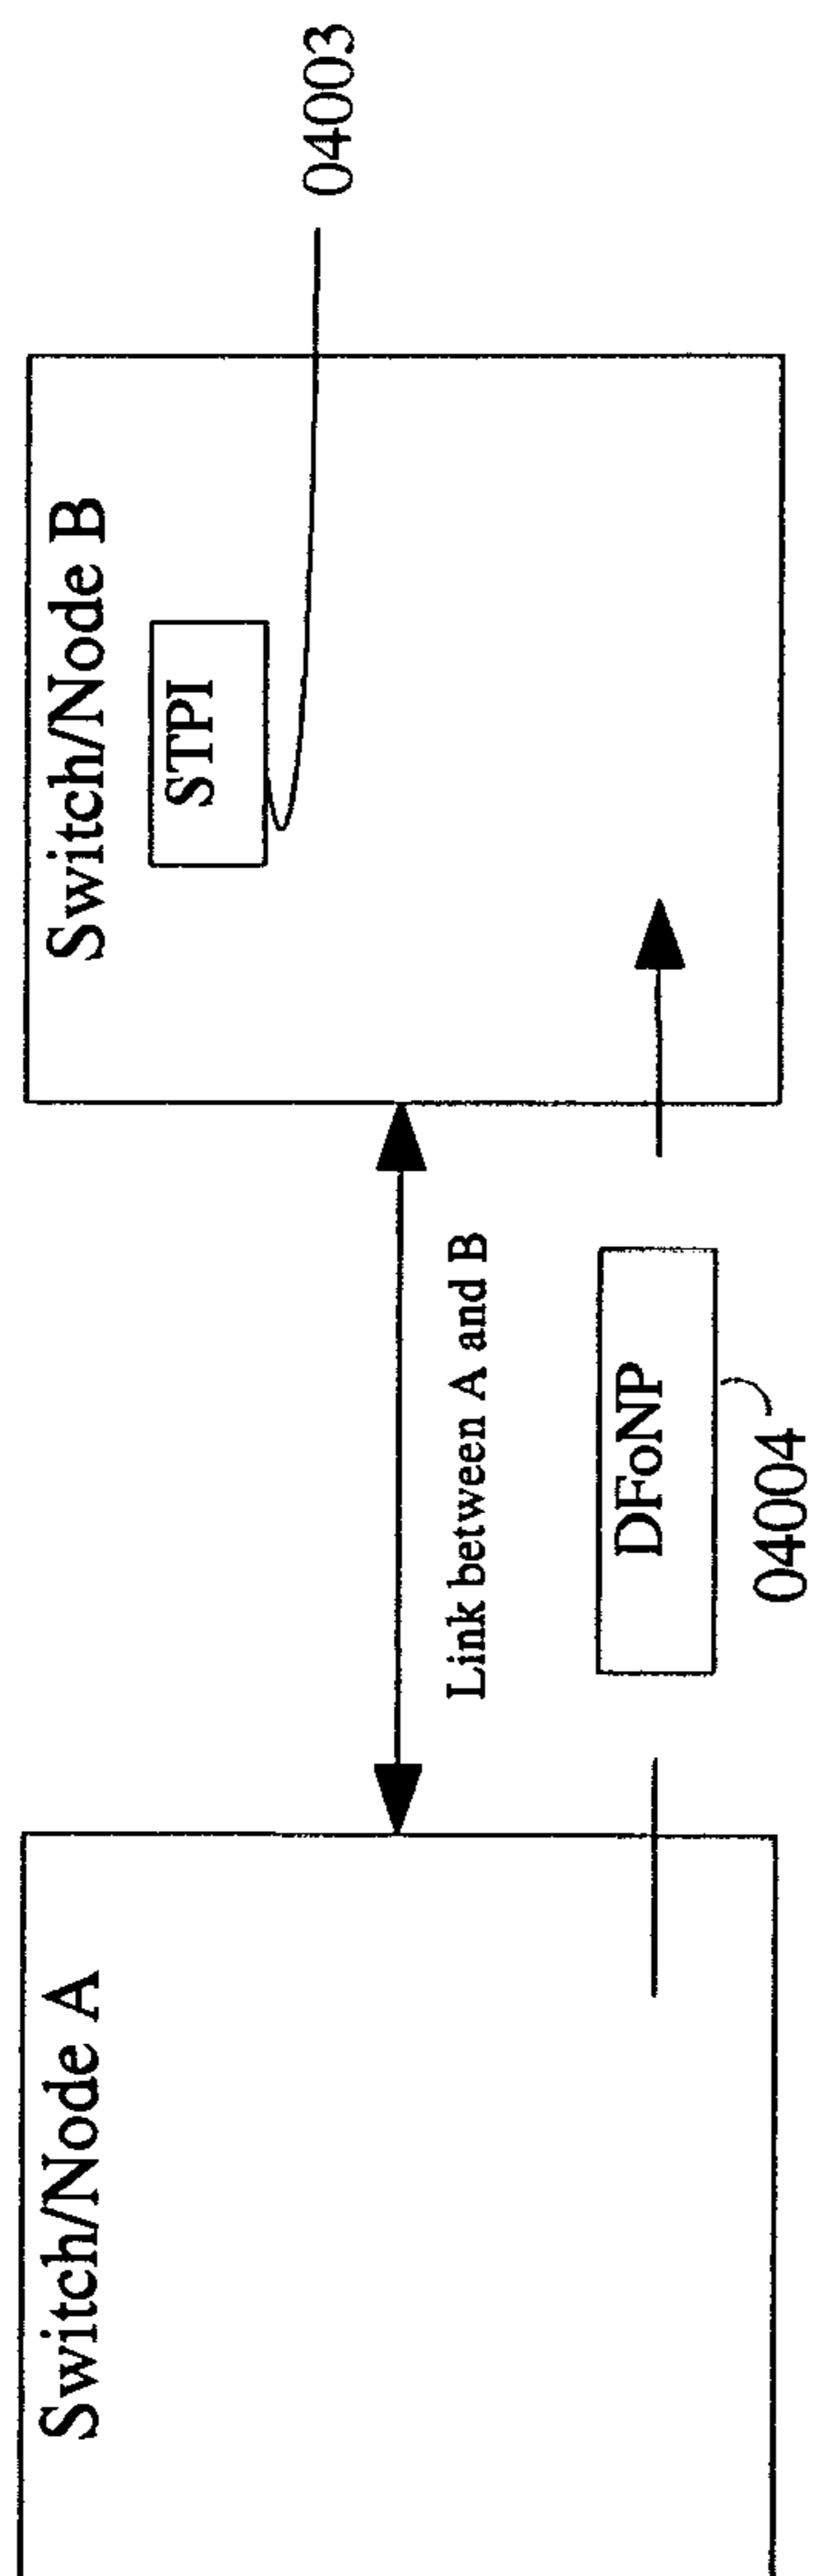 Switch/Node A
Switch/Node B
STPI
04003
Link between A and B
DFoNP
04004